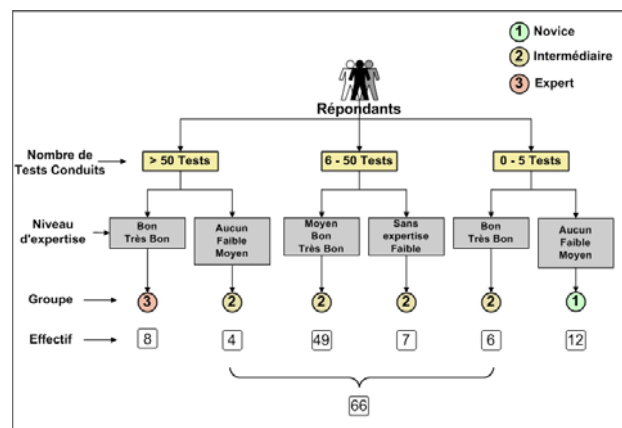 1 Novice
2 Intermédiaire
3 Expert
Répondants
Nombre de
Tests Conduits
> 50 Tests
6 - 50 Tests
0 - 5 Tests
Niveau
d'expertise
Bon
Très Bon
Aucun
Faible
Moyen
Moyen
Bon
Très Bon
Sans
expertise
Faible
Bon
Très Bon
Aucun
Faible
Moyen
Groupe
3 2 2 2 2 1
Effectif
8 4 49 7 6 12
66